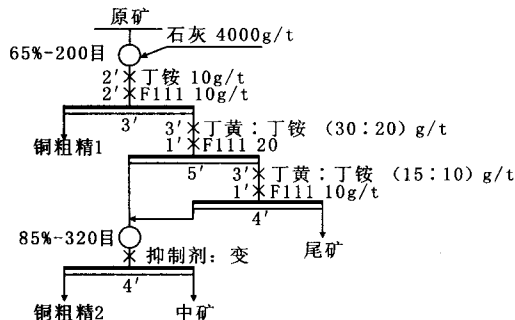 原矿
石灰 4000g/t
65%-200目
2′ 丁铵 10g/t
2′ F111 10g/t
3′
铜粗精1
3′ 丁黄：丁铵 （30：20）g/t
1′ F111 20
5′
3′ 丁黄：丁铵 （15：10）g/t
1′ F111 10g/t
4′
85%-320目
尾矿
抑制剂：变
4′
铜粗精2
中矿